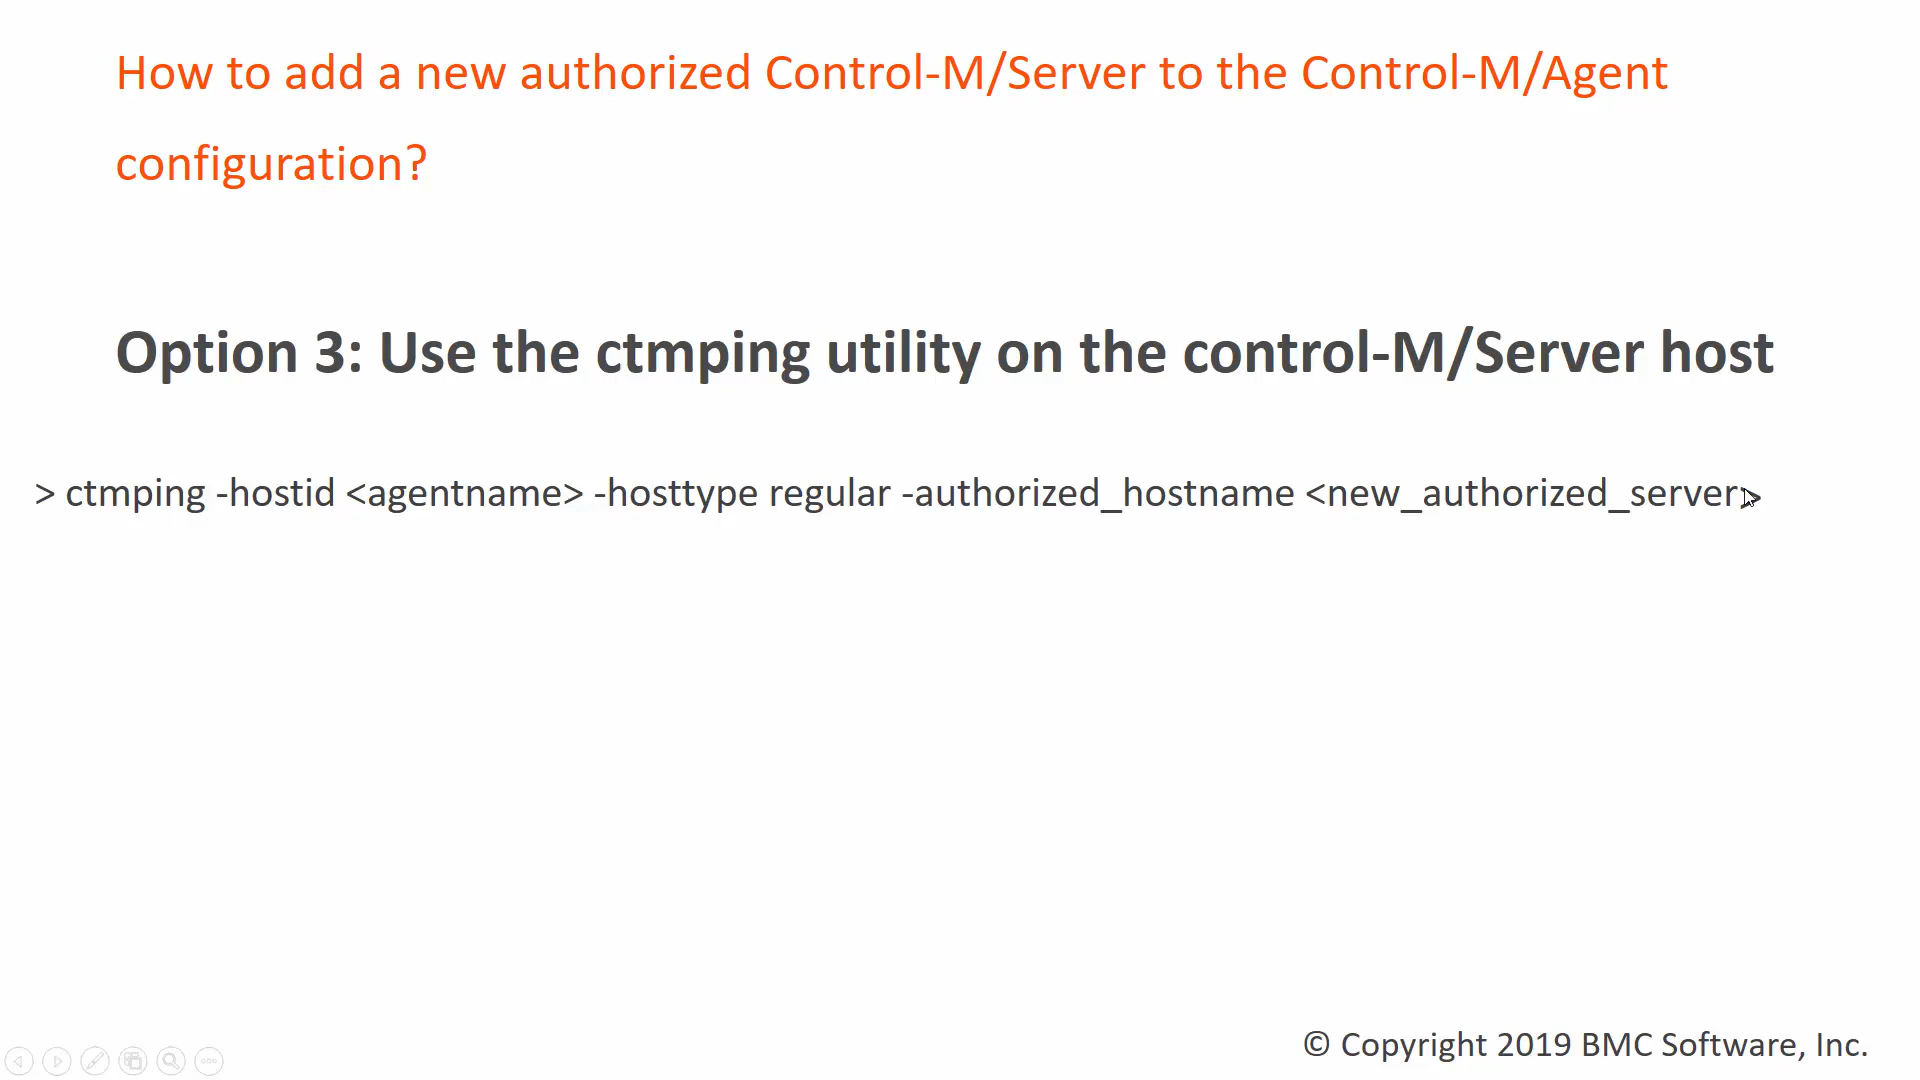 How to add a new authorized Control-M/Server to the Control-M/Agent
configuration?
Option 3: Use the ctmping utility on the control-M/Server host
> ctmping -hostid <agentname> -hosttype regular -authorized_hostname <new_authorized_server>
© Copyright 2019 BMC Software, Inc.